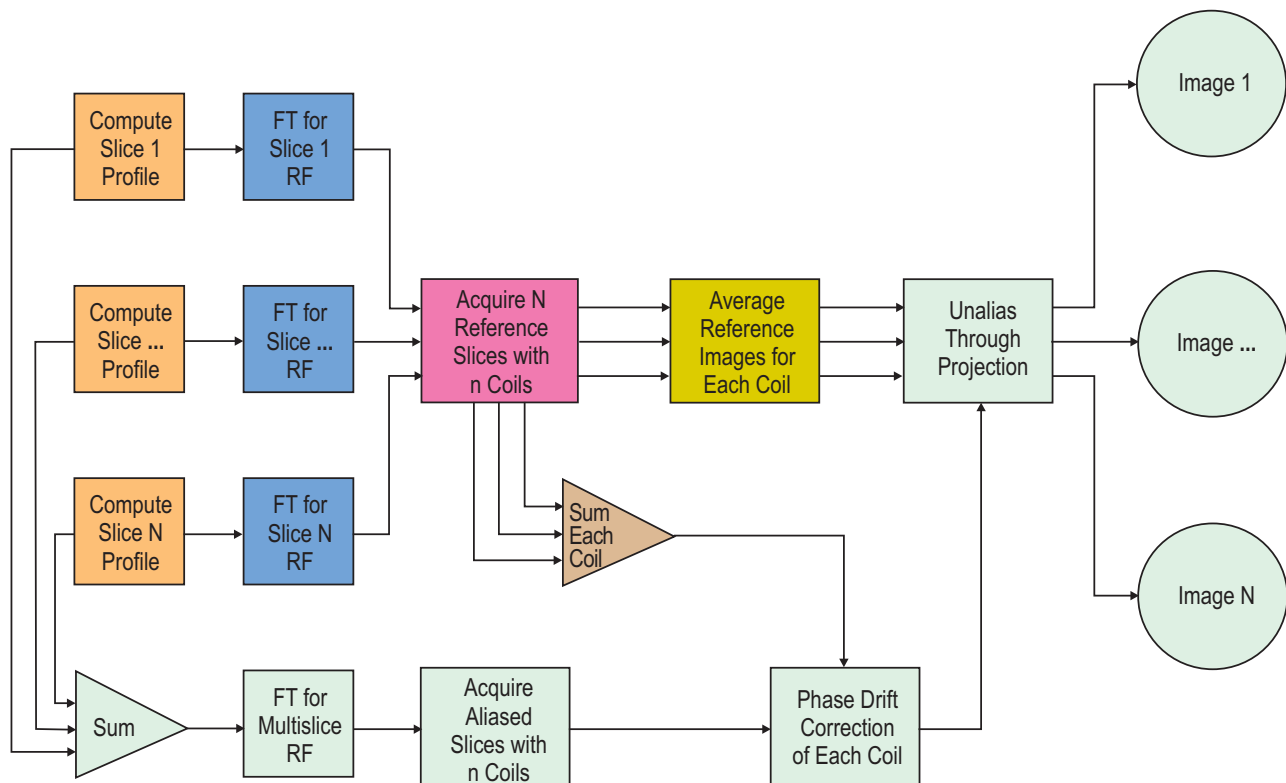 Image 1
Compute
Slice 1
Profile
FT for
Slice 1
RF
Compute
Slice ...
Profile
FT for
Slice ...
RF
Acquire N
Reference
Slices with
n Coils
Average
Reference
Images for
Each Coil
Unalias
Through
Projection
Image ...
Compute
Slice N
Profile
FT for
Slice N
RF
Sum
Each
Coil
Image N
Sum
FT for
Multislice
RF
Acquire
Aliased
Slices with
n Coils
Phase Drift
Correction
of Each Coil